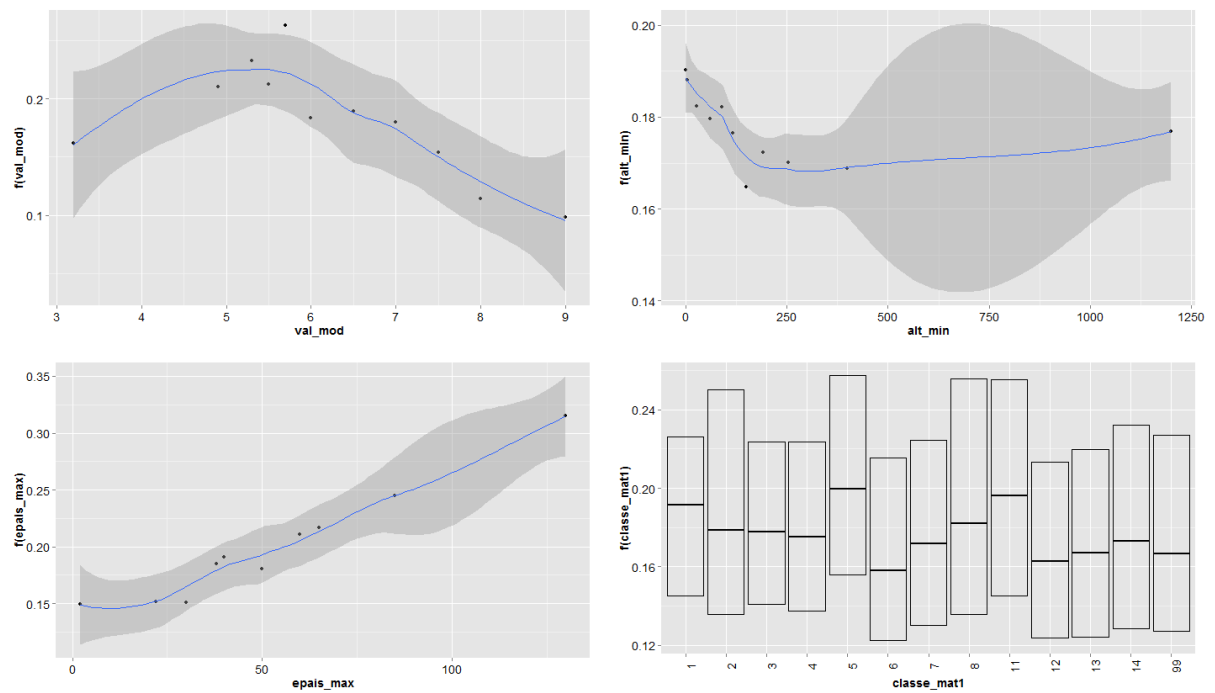 f(val_mod)
0.2
0.1
3 4 5 6 7 8 9
val_mod
f(alt_min)
0.20
0.18
0.16
0.14
0 250 500 750 1000 1250
alt_min
f(epais_max)
0.35
0.30
0.25
0.20
0.15
0 50 100
epais_max
f(classe_mat1)
0.24
0.20
0.16
0.12
1 2 3 4 5 6 7 8 11 12 13 14 99
classe_mat1